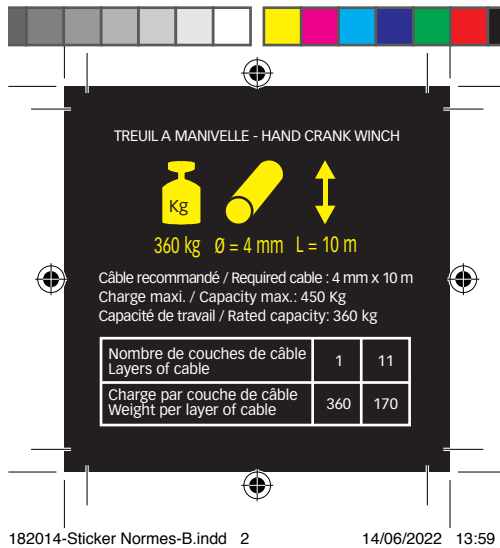 TREUIL A MANIVELLE - HAND CRANK WINCH
Kg
360 kg Ø = 4 mm L = 10 m
Câble recommandé / Required cable : 4 mm x 10 m
Charge maxi. / Capacity max.: 450 Kg
Capacité de travail / Rated capacity: 360 kg
Nombre de couches de câble 1 11
Layers of cable
Charge par couche de câble 360 170
Weight per layer of cable
182014-Sticker Normes-B.indd 2 14/06/2022 13:59